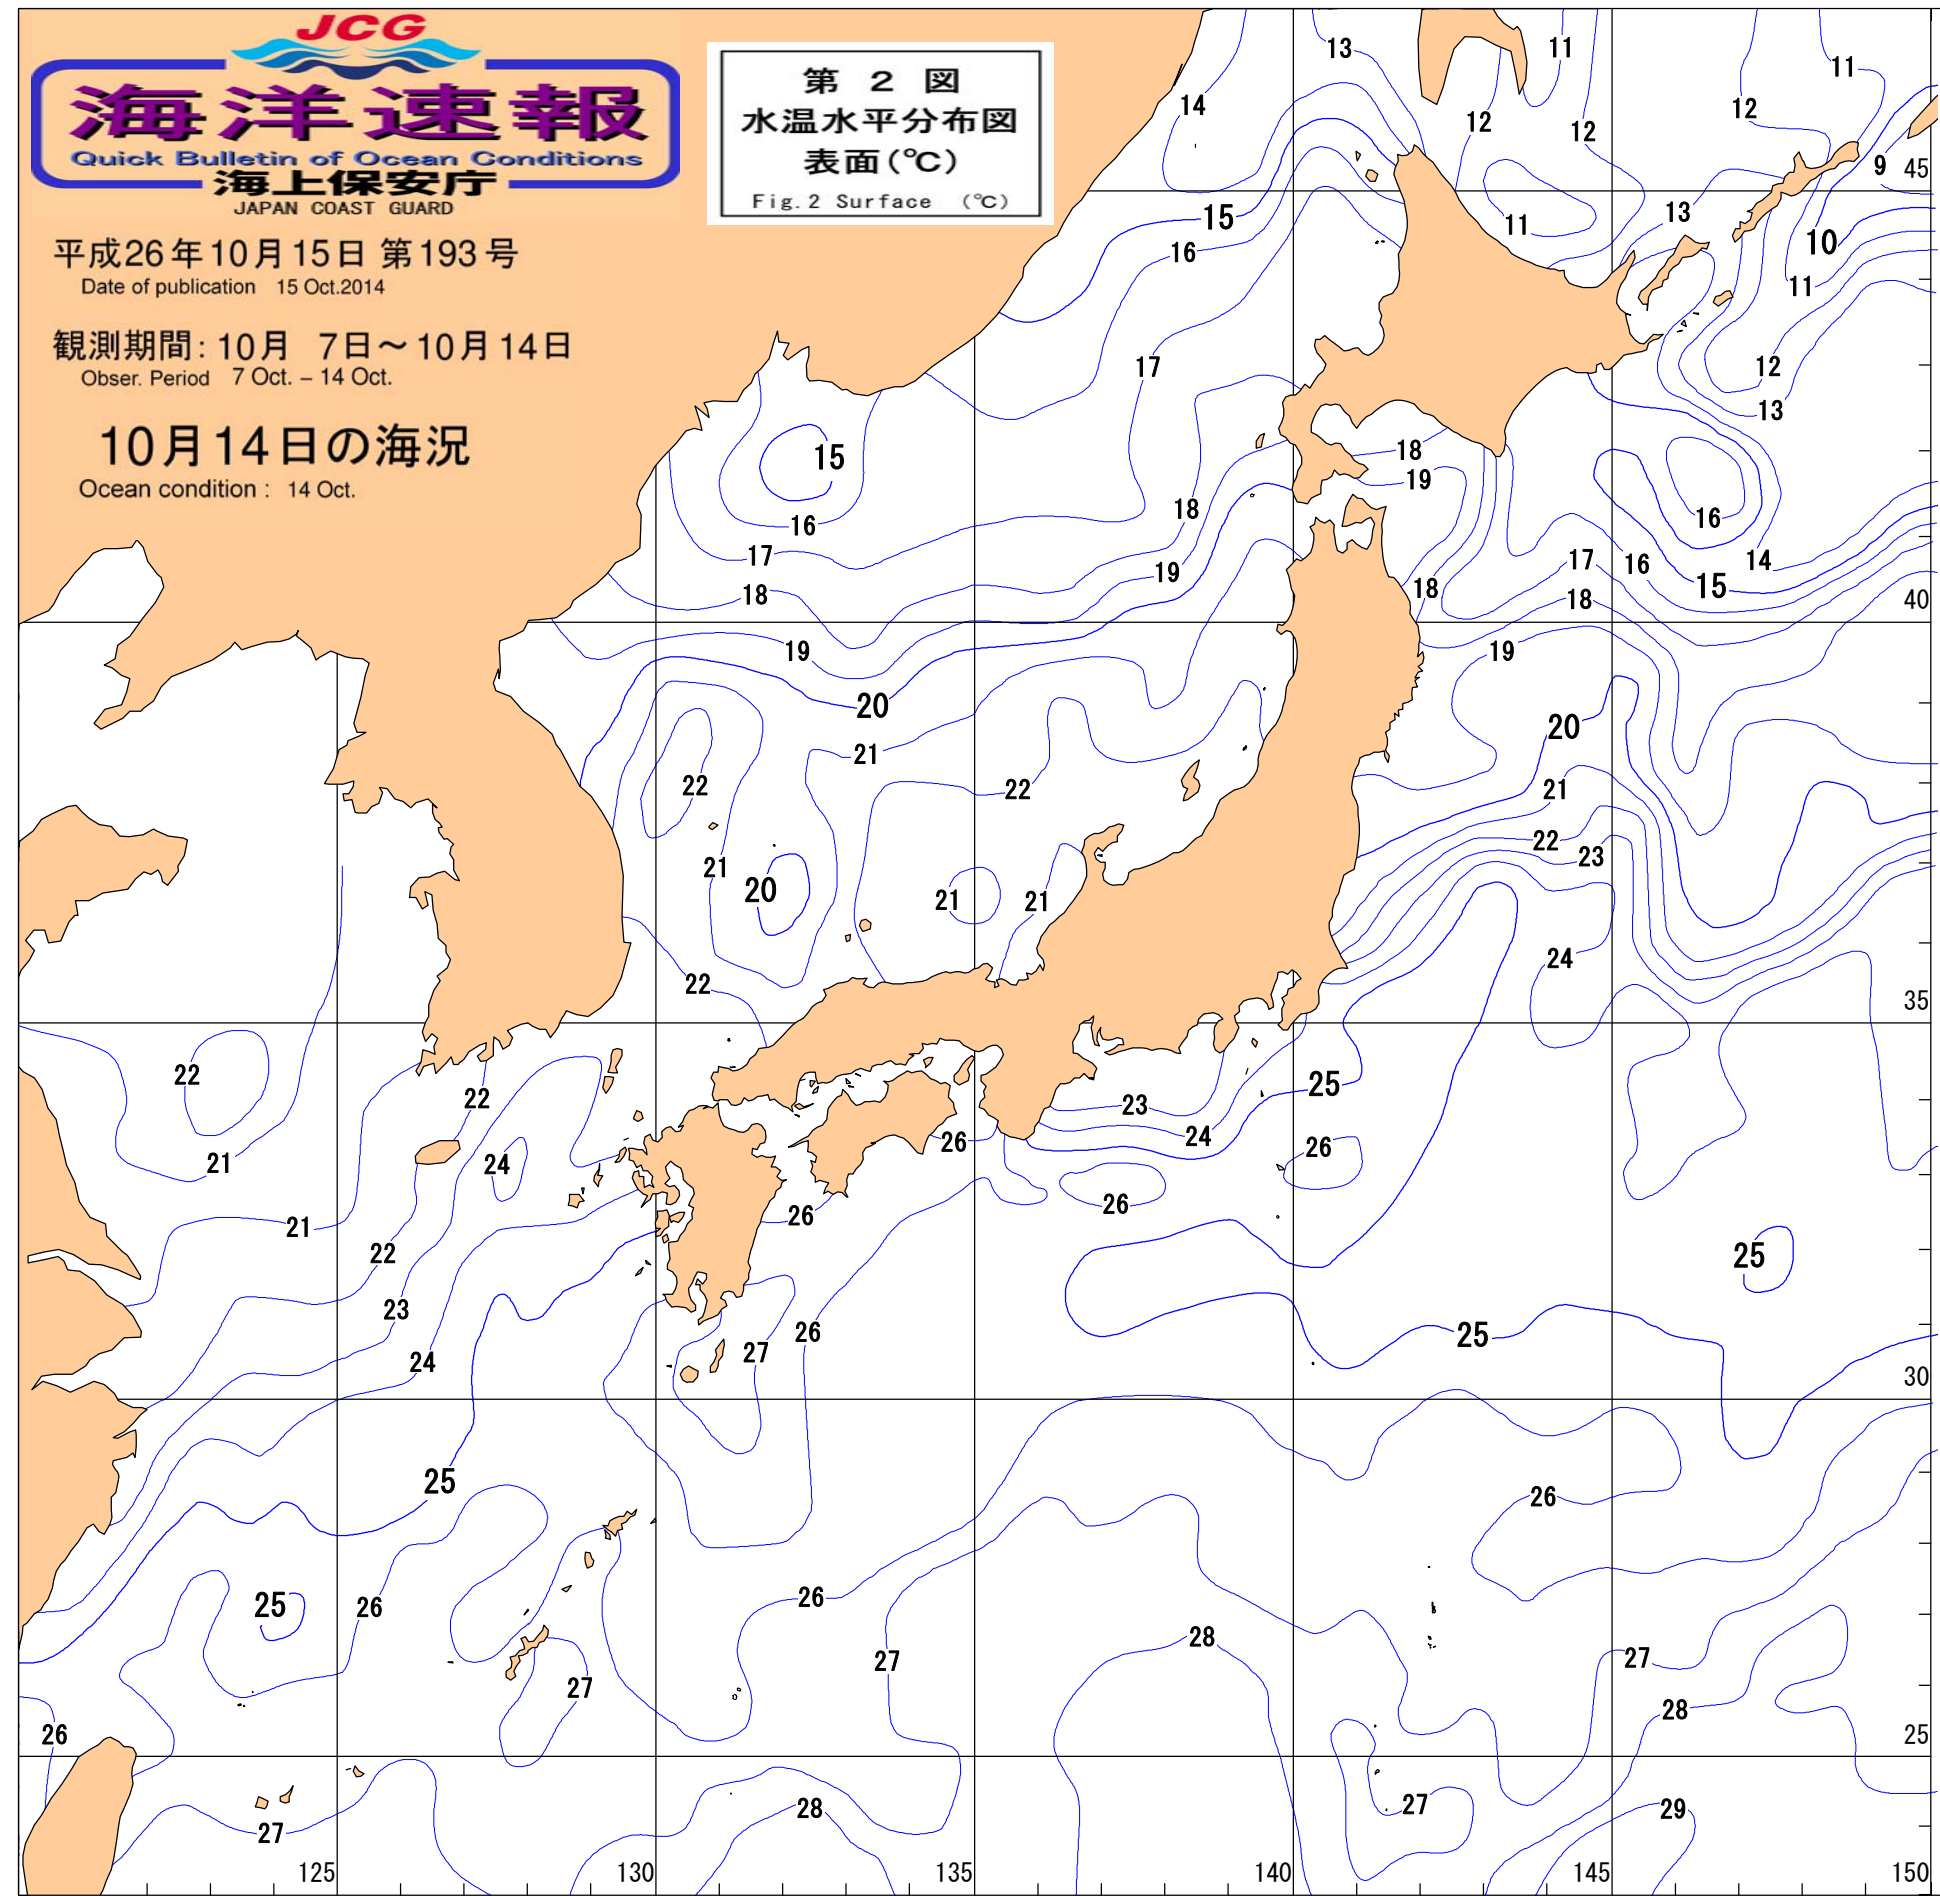 JCG
海洋速報
Quick Bulletin of Ocean Conditions
海上保安庁
JAPAN COAST GUARD
第 2 図
水温水平分布図
表面(℃)
Fig.2 Surface (℃)
平成26年10月15日 第193号
Date of publication 15 Oct.2014
観測期間: 10月 7日～10月14日
Obser. Period 7 Oct. – 14 Oct.
10月14日の海況
Ocean condition : 14 Oct.
13 11 11
14 12 12 12
9 45
15 11 13
16 10
11
17 12
13
15 18
19
16 18 16
17 19 17 16 14
18 18 15
18 40
19 19
20 20
21
22 22 21
22 23
21 20 21 21
24
22 35
22 25
22 23
21 24 26 24 26
26
21 26
22 25
23 26 25
24 27
30
25 26
25 26 26
28 27
27 27
26 28 25
28 27 29
27
125 130 135 140 145 150